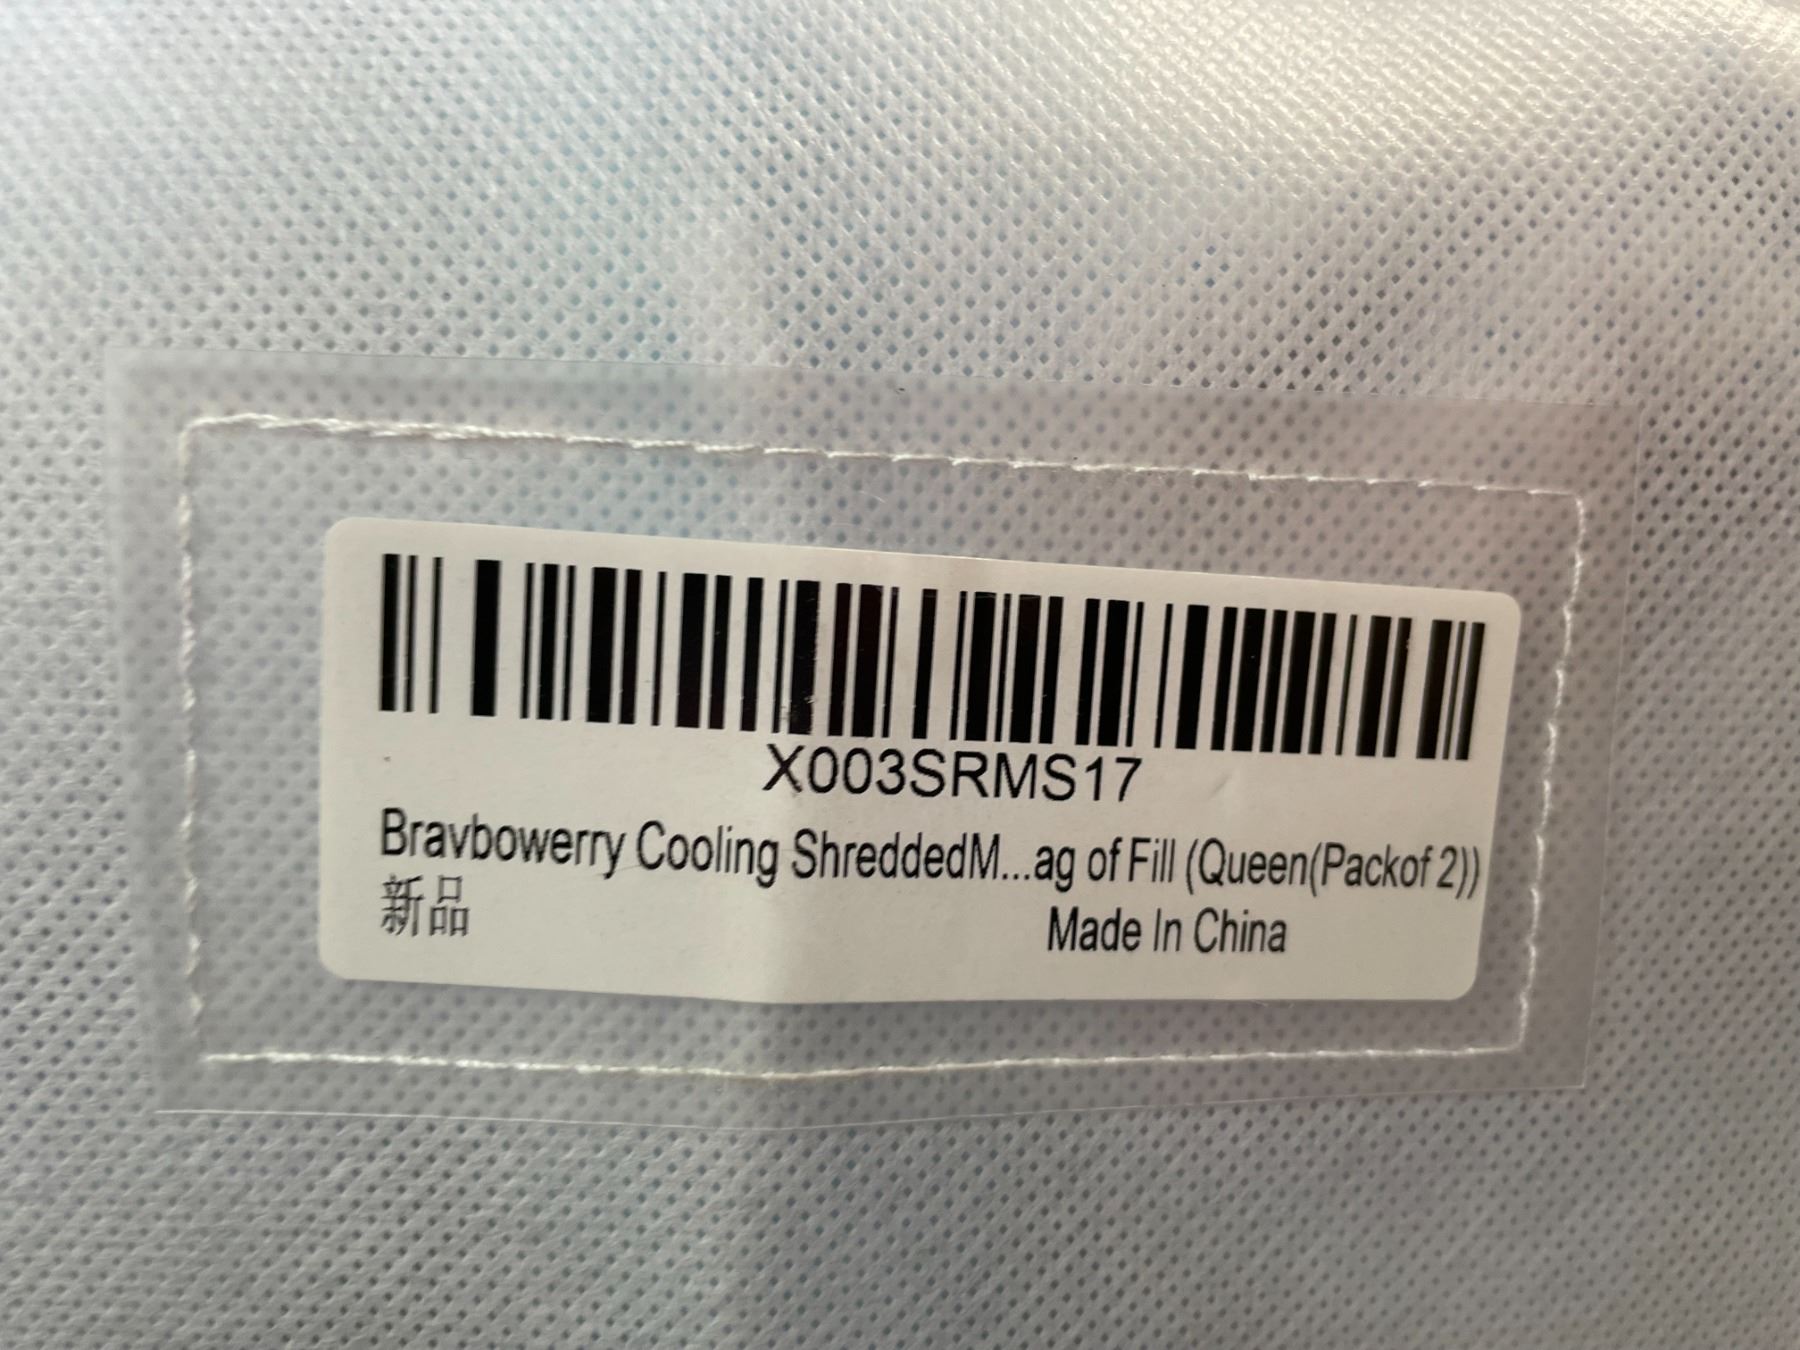 X003SRMS17
Bravbowerry Cooling ShreddedM...ag of Fill (Queen(Packof 2))
新品
Made In China